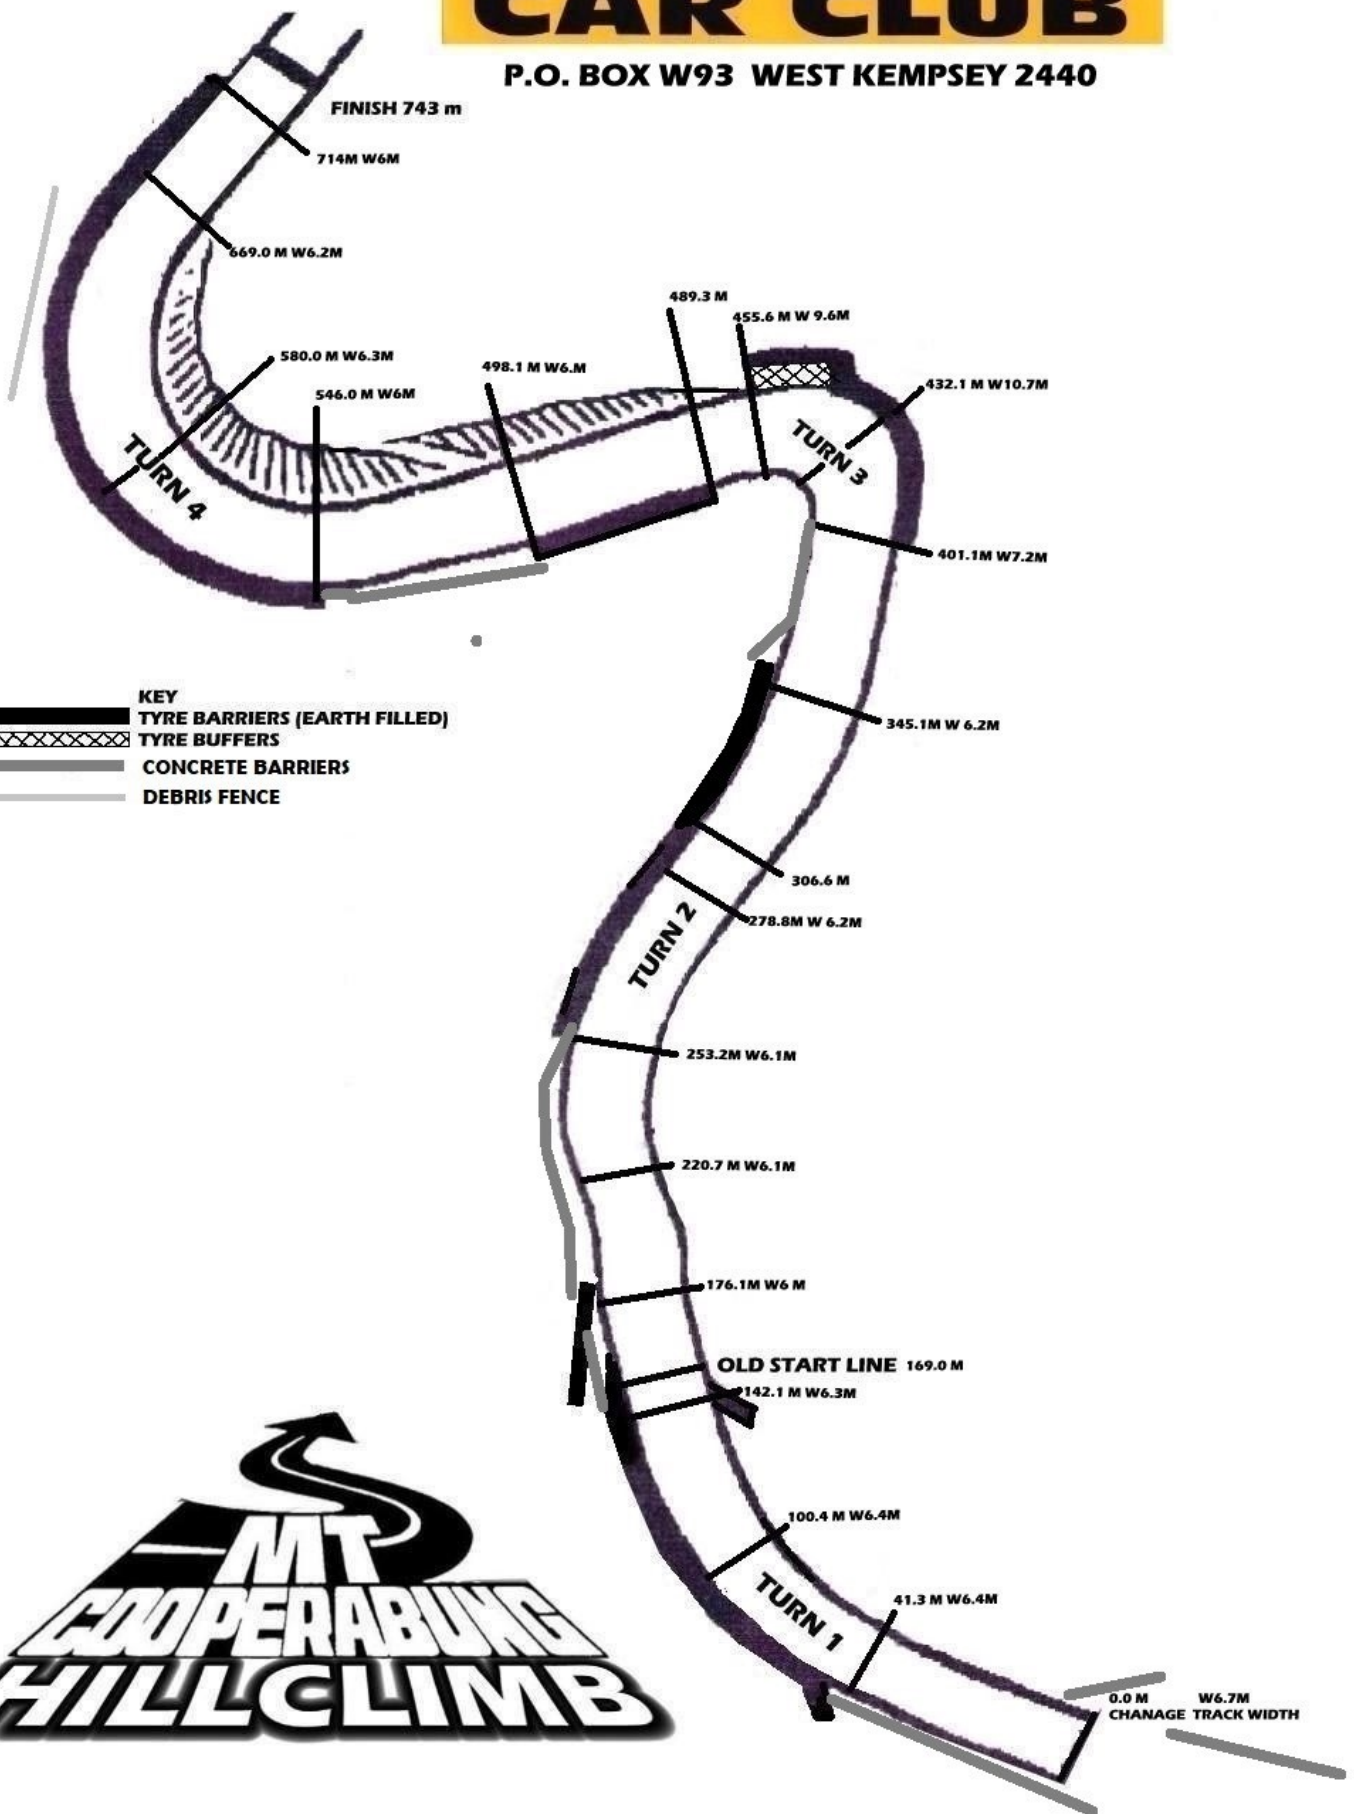 CAR CLUB
P.O. BOX W93 WEST KEMPSEY 2440
FINISH 743 m
714M W6M
669.0 M W6.2M
489.3 M
455.6 M W 9.6M
580.0 M W6.3M
498.1 M W6.M
546.0 M W6M
432.1 M W10.7M
TURN 3
TURN 4
401.1M W7.2M
KEY
TYRE BARRIERS (EARTH FILLED)
TYRE BUFFERS
CONCRETE BARRIERS
DEBRIS FENCE
345.1M W 6.2M
306.6 M
278.8M W 6.2M
TURN 2
253.2M W6.1M
220.7 M W6.1M
176.1M W6 M
OLD START LINE 169.0 M
142.1 M W6.3M
100.4 M W6.4M
TURN 1
41.3 M W6.4M
MT
COOPERABUNG
HILLCLIMB
0.0 M W6.7M
CHANAGE TRACK WIDTH